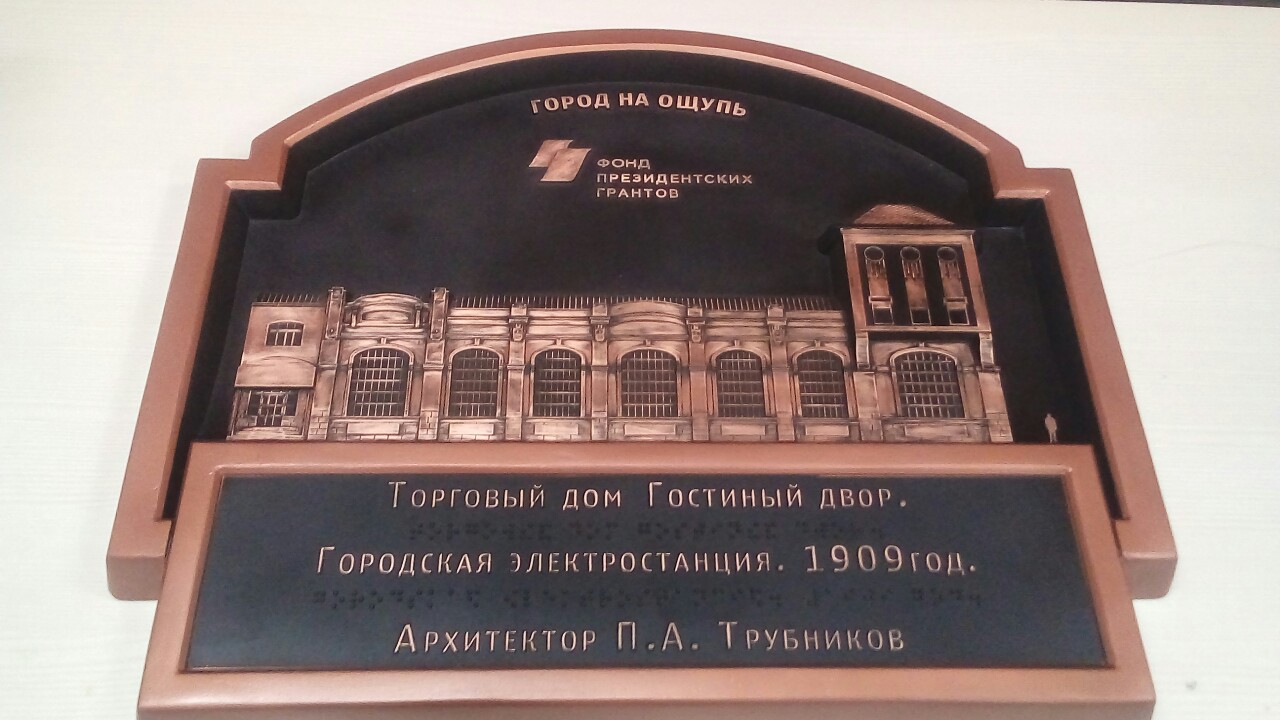 ГОРОД НА ОЩУПЬ
ФОНД
ПРЕЗИДЕНТСКИХ
ГРАНТОВ
Торговый дом Гостиный двор.
Городская электростанция. 1909год.
Архитектор П.А. Трубников